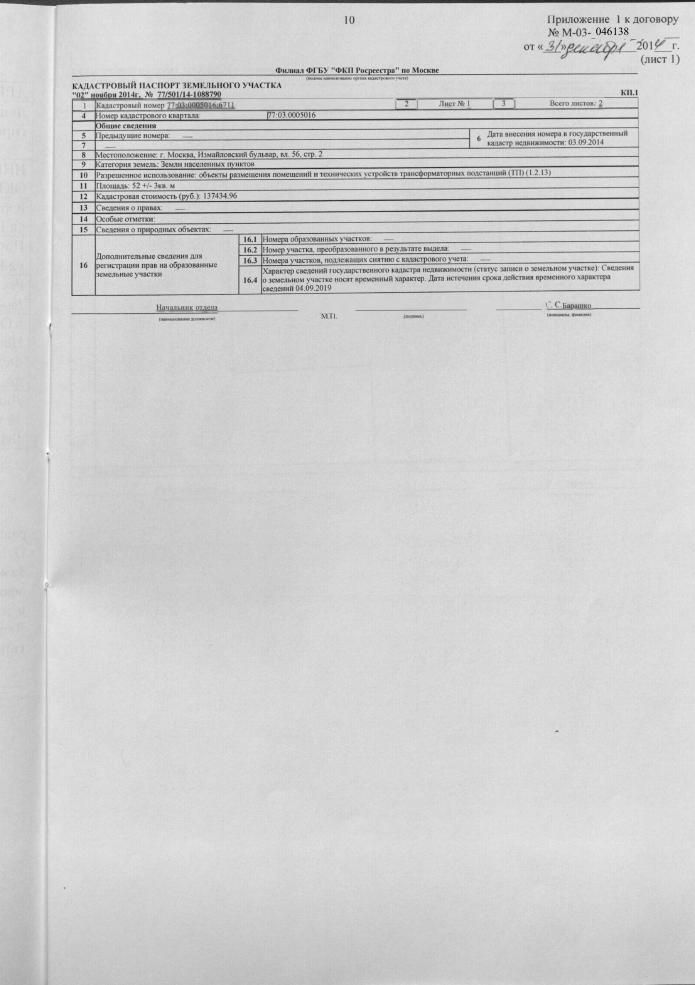 10
Приложение 1 к договору
№ М-03- 046138
от « 31 » декабря 2014 г.
(лист 1)
Филиал ФГБУ "ФКП Росреестра" по Москве
(полное наименование органа кадастрового учета)
КАДАСТРОВЫЙ ПАСПОРТ ЗЕМЕЛЬНОГО УЧАСТКА
"02" ноября 2014г. № 77/501/14-1088790 КП.1
1 Кадастровый номер 77:03:0005016:6711 2 Лист № 1 3 Всего листов: 2
4 Номер кадастрового квартала: 77:03:0005016
Общие сведения
5 Предыдущие номера: —
6 Дата внесения номера в государственный
кадастр недвижимости: 03.09.2014
7 —
8 Местоположение: г. Москва, Измайловский бульвар, вл. 56, стр. 2
9 Категория земель: Земли населенных пунктов
10 Разрешенное использование: объекты размещения помещений и технических устройств трансформаторных подстанций (ТП) (1.2.13)
11 Площадь: 52 +/- 3кв. м
12 Кадастровая стоимость (руб.): 137434.96
13 Сведения о правах: —
14 Особые отметки:
15 Сведения о природных объектах: —
16 Дополнительные сведения для
регистрации прав на образованные
земельные участки
16.1 Номера образованных участков: —
16.2 Номер участка, преобразованного в результате выдела: —
16.3 Номера участков, подлежащих снятию с кадастрового учета: —
16.4 Характер сведений государственного кадастра недвижимости (статус записи о земельном участке): Сведения
о земельном участке носят временный характер. Дата истечения срока действия временного характера
сведений 04.09.2019
Начальник отдела С. С.Барашко
(наименование должности) М.П. (подпись) (инициалы, фамилия)